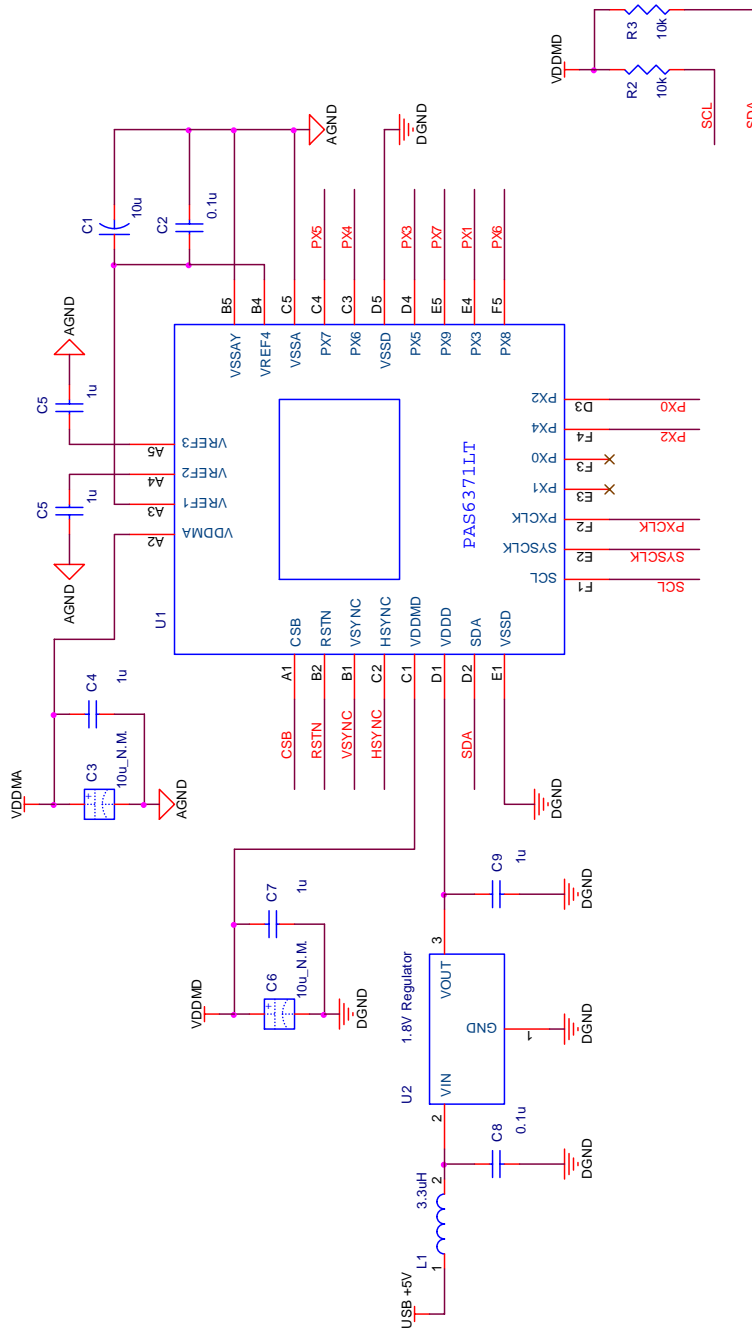 VDDMD
R3
10k
R2
10k
SCL
SDA
C1
10u
C2
0.1u
AGND
DGND
PX5
PX4
PX3
PX7
PX1
PX6
B5
B4
C5
C4
C3
D5
D4
E5
E4
F5
VSSAY
VREF4
VSSA
PX7
PX6
VSSD
PX5
PX9
PX3
PX8
AGND
C5
1u
C5
1u
AGND
A5
A4
A3
A2
VREF3
VREF2
VREF1
VDDMA
U1
PAS6371LT
PX2
PX4
PX0
PX1
PXCLK
SYSCLK
SCL
D3
F4
F3
E3
F2
E2
F1
PX0
PX2
PXCLK
SYSCLK
SCL
CSB
RSTN
VSYNC
HSYNC
VDDMD
VDDD
SDA
VSSD
A1
B2
B1
C2
C1
D1
D2
E1
CSB
RSTN
VSYNC
HSYNC
SDA
DGND
VDDMA
C3
10u_N.M.
C4
1u
AGND
VDDMD
C6
10u_N.M.
C7
1u
DGND
C9
1u
DGND
U2
1.8V Regulator
VIN
VOUT
GND
2
3
1
DGND
C8
0.1u
DGND
L1
3.3uH
1
2
USB +5V